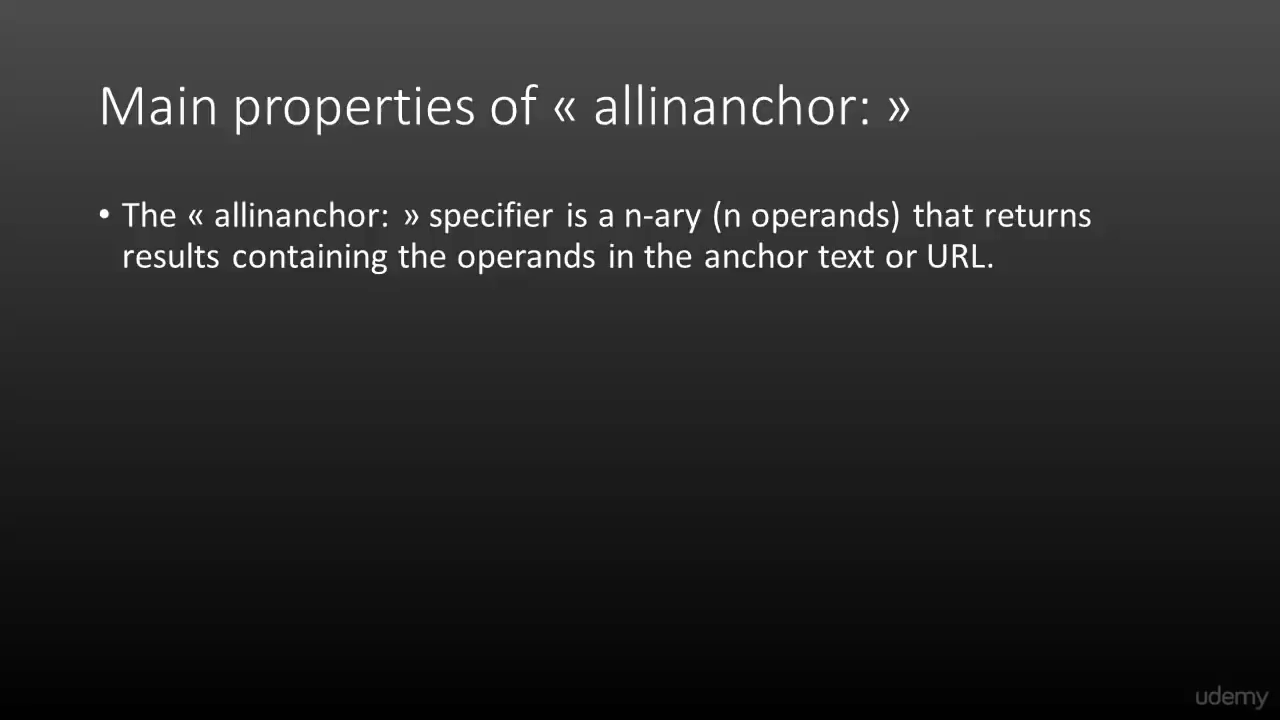 Main properties of « allinanchor: »
• The « allinanchor: » specifier is a n-ary (n operands) that returns
results containing the operands in the anchor text or URL.
udemy